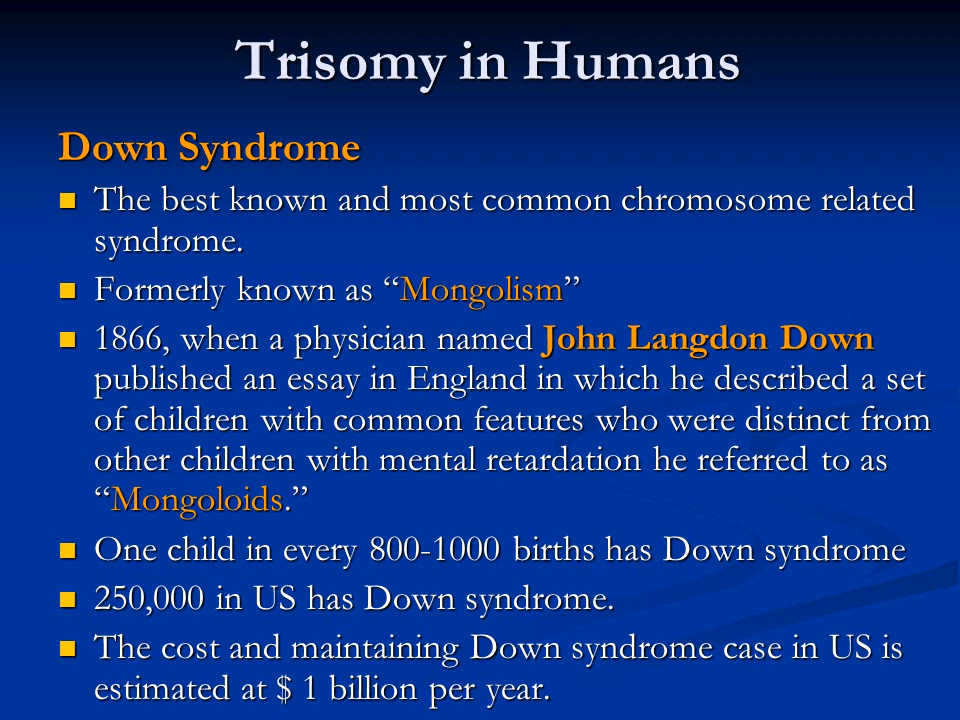 Trisomy in Humans
Down Syndrome
The best known and most common chromosome related
syndrome.
Formerly known as “Mongolism”
1866, when a physician named John Langdon Down
published an essay in England in which he described a set
of children with common features who were distinct from
other children with mental retardation he referred to as
“Mongoloids.”
One child in every 800-1000 births has Down syndrome
250,000 in US has Down syndrome.
The cost and maintaining Down syndrome case in US is
estimated at $ 1 billion per year.